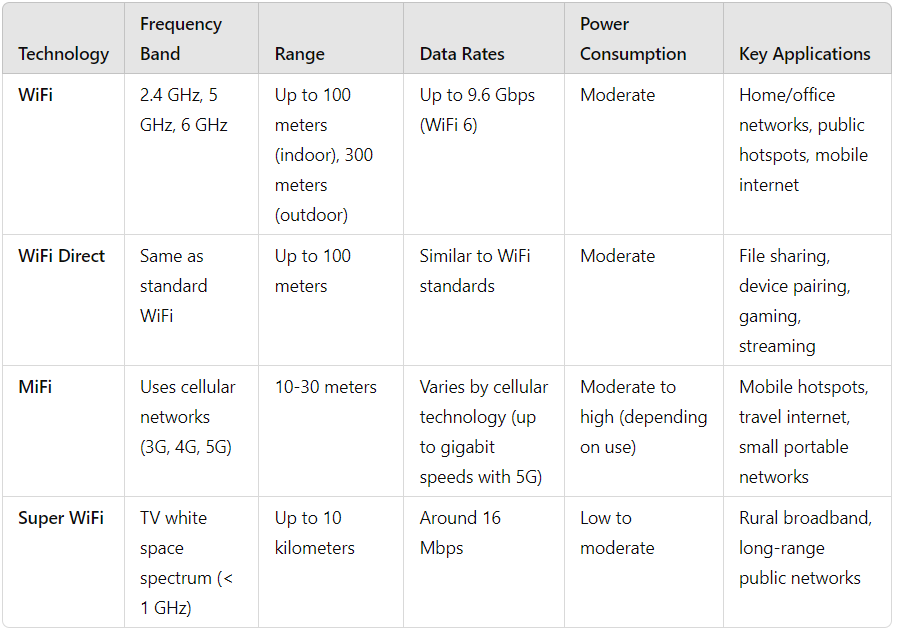 Technology
Frequency
Band
Range
Data Rates
Power
Consumption
Key Applications
WiFi
2.4 GHz, 5
GHz, 6 GHz
Up to 100
meters
(indoor), 300
meters
(outdoor)
Up to 9.6 Gbps
(WiFi 6)
Moderate
Home/office
networks, public
hotspots, mobile
internet
WiFi Direct
Same as
standard
WiFi
Up to 100
meters
Similar to WiFi
standards
Moderate
File sharing,
device pairing,
gaming,
streaming
MiFi
Uses cellular
networks
(3G, 4G, 5G)
10-30 meters
Varies by cellular
technology (up
to gigabit
speeds with 5G)
Moderate to
high (depending
on use)
Mobile hotspots,
travel internet,
small portable
networks
Super WiFi
TV white
space
spectrum (<
1 GHz)
Up to 10
kilometers
Around 16
Mbps
Low to
moderate
Rural broadband,
long-range
public networks